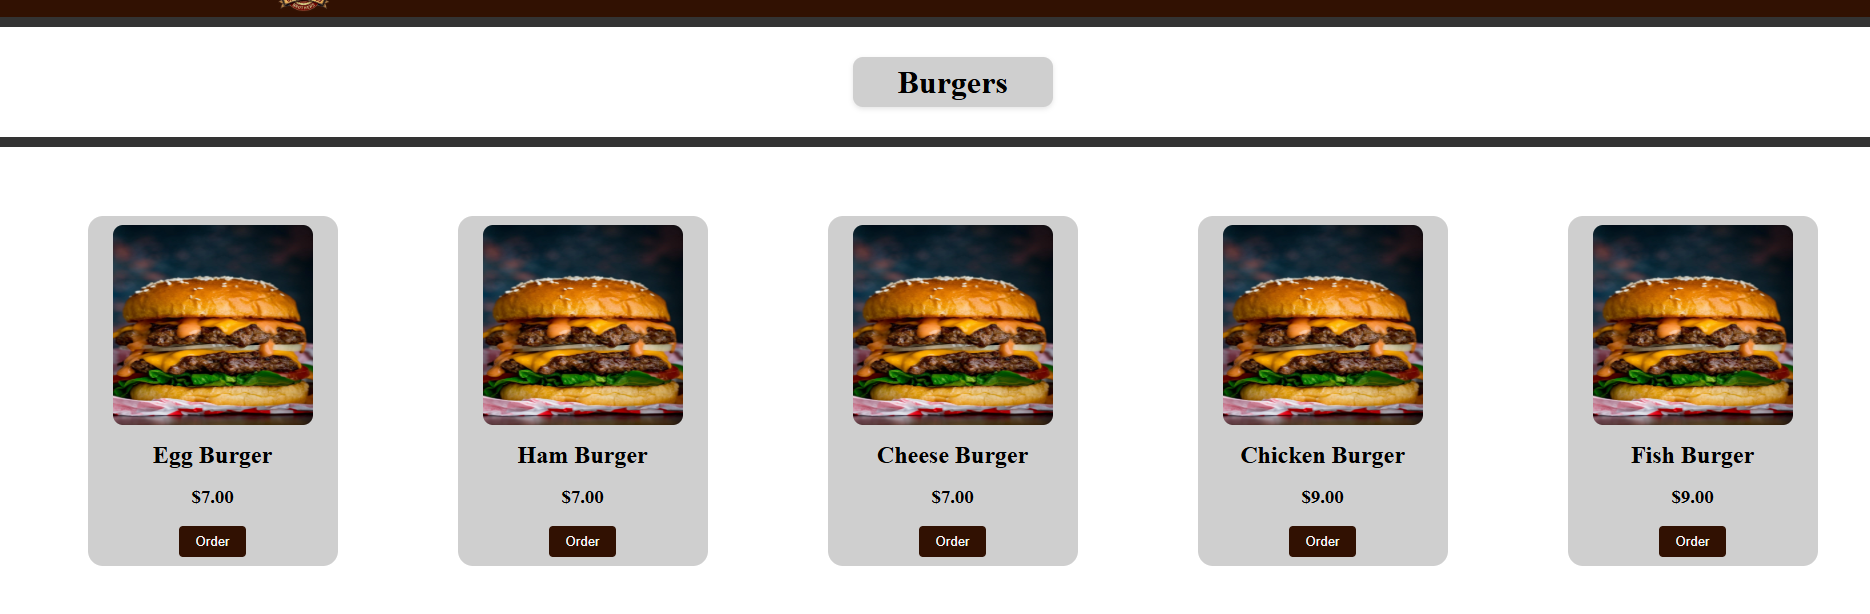 BROTHERS
Burgers
Egg Burger
$7.00
Order
Ham Burger
$7.00
Order
Cheese Burger
$7.00
Order
Chicken Burger
$9.00
Order
Fish Burger
$9.00
Order